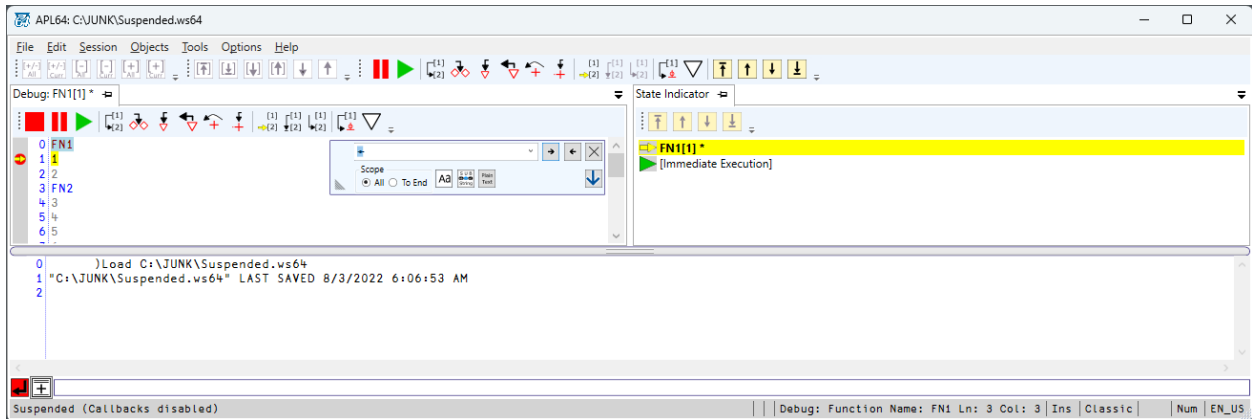 APL64: C:\JUNK\Suspended.ws64
File Edit Session Objects Tools Options Help
Debug: FN1[1] *
State Indicator
0 FN1
1 1
2 2
3 FN2
4 3
5 4
6 5
Scope
All To End Aa SUB String Plain Text
FN1[1] *
[Immediate Execution]
0 )Load C:\JUNK\Suspended.ws64
1 "C:\JUNK\Suspended.ws64" LAST SAVED 8/3/2022 6:06:53 AM
2
Suspended (Callbacks disabled)
Debug: Function Name: FN1 Ln: 3 Col: 3 Ins Classic Num EN_US